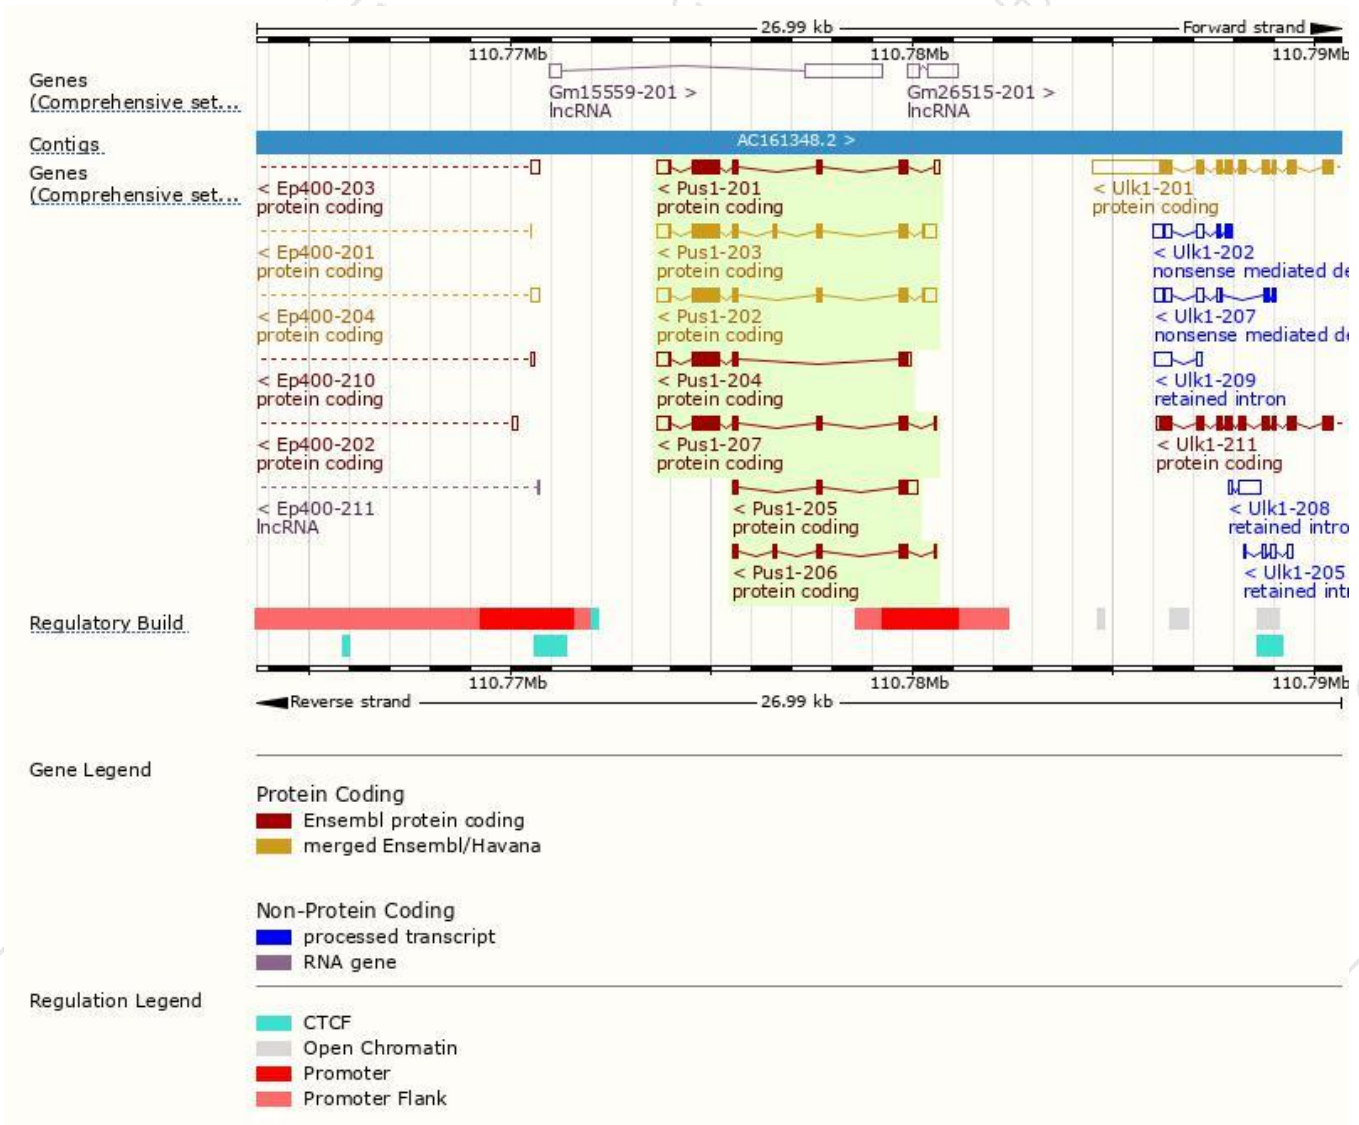 26.99 kb Forward strand
110.77Mb 110.78Mb 110.79Mb
Genes
(Comprehensive set...
Gm15559-201 > Gm26515-201 >
lncRNA lncRNA
Contigs AC161348.2 >
Genes
(Comprehensive set...
< Ep400-203 < Pus1-201 < Ulk1-201
protein coding protein coding protein coding
< Ep400-201 < Pus1-203 < Ulk1-202
protein coding protein coding nonsense mediated de
< Ep400-204 < Pus1-202 < Ulk1-207
protein coding protein coding nonsense mediated de
< Ep400-210 < Pus1-204 < Ulk1-209
protein coding protein coding retained intron
< Ep400-202 < Pus1-207 < Ulk1-211
protein coding protein coding protein coding
< Ep400-211 < Pus1-205 < Ulk1-208
lncRNA protein coding retained intro
< Pus1-206 < Ulk1-205
protein coding retained intr
Regulatory Build
110.77Mb 110.78Mb 110.79Mb
Reverse strand 26.99 kb
Gene Legend
Protein Coding
Ensembl protein coding
merged Ensembl/Havana
Non-Protein Coding
processed transcript
RNA gene
Regulation Legend
CTCF
Open Chromatin
Promoter
Promoter Flank